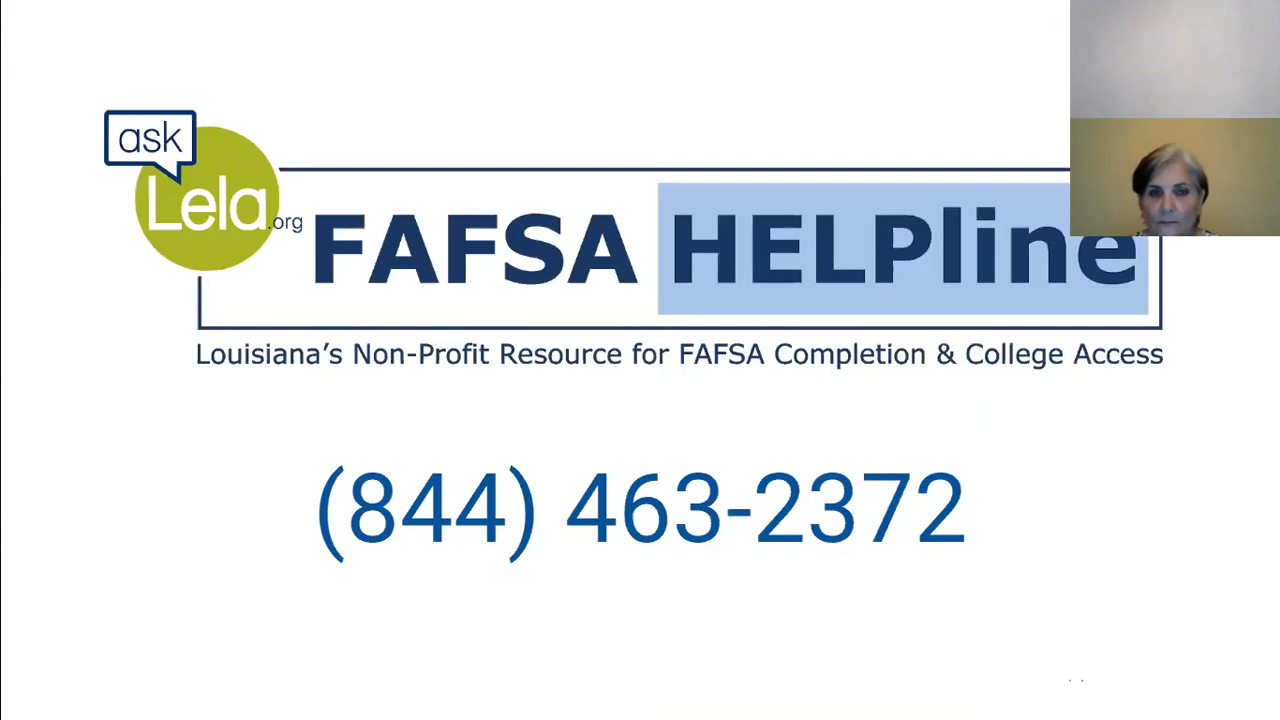 ask
Lela.org
FAFSA HELPline
Louisiana’s Non-Profit Resource for FAFSA Completion & College Access
(844) 463-2372